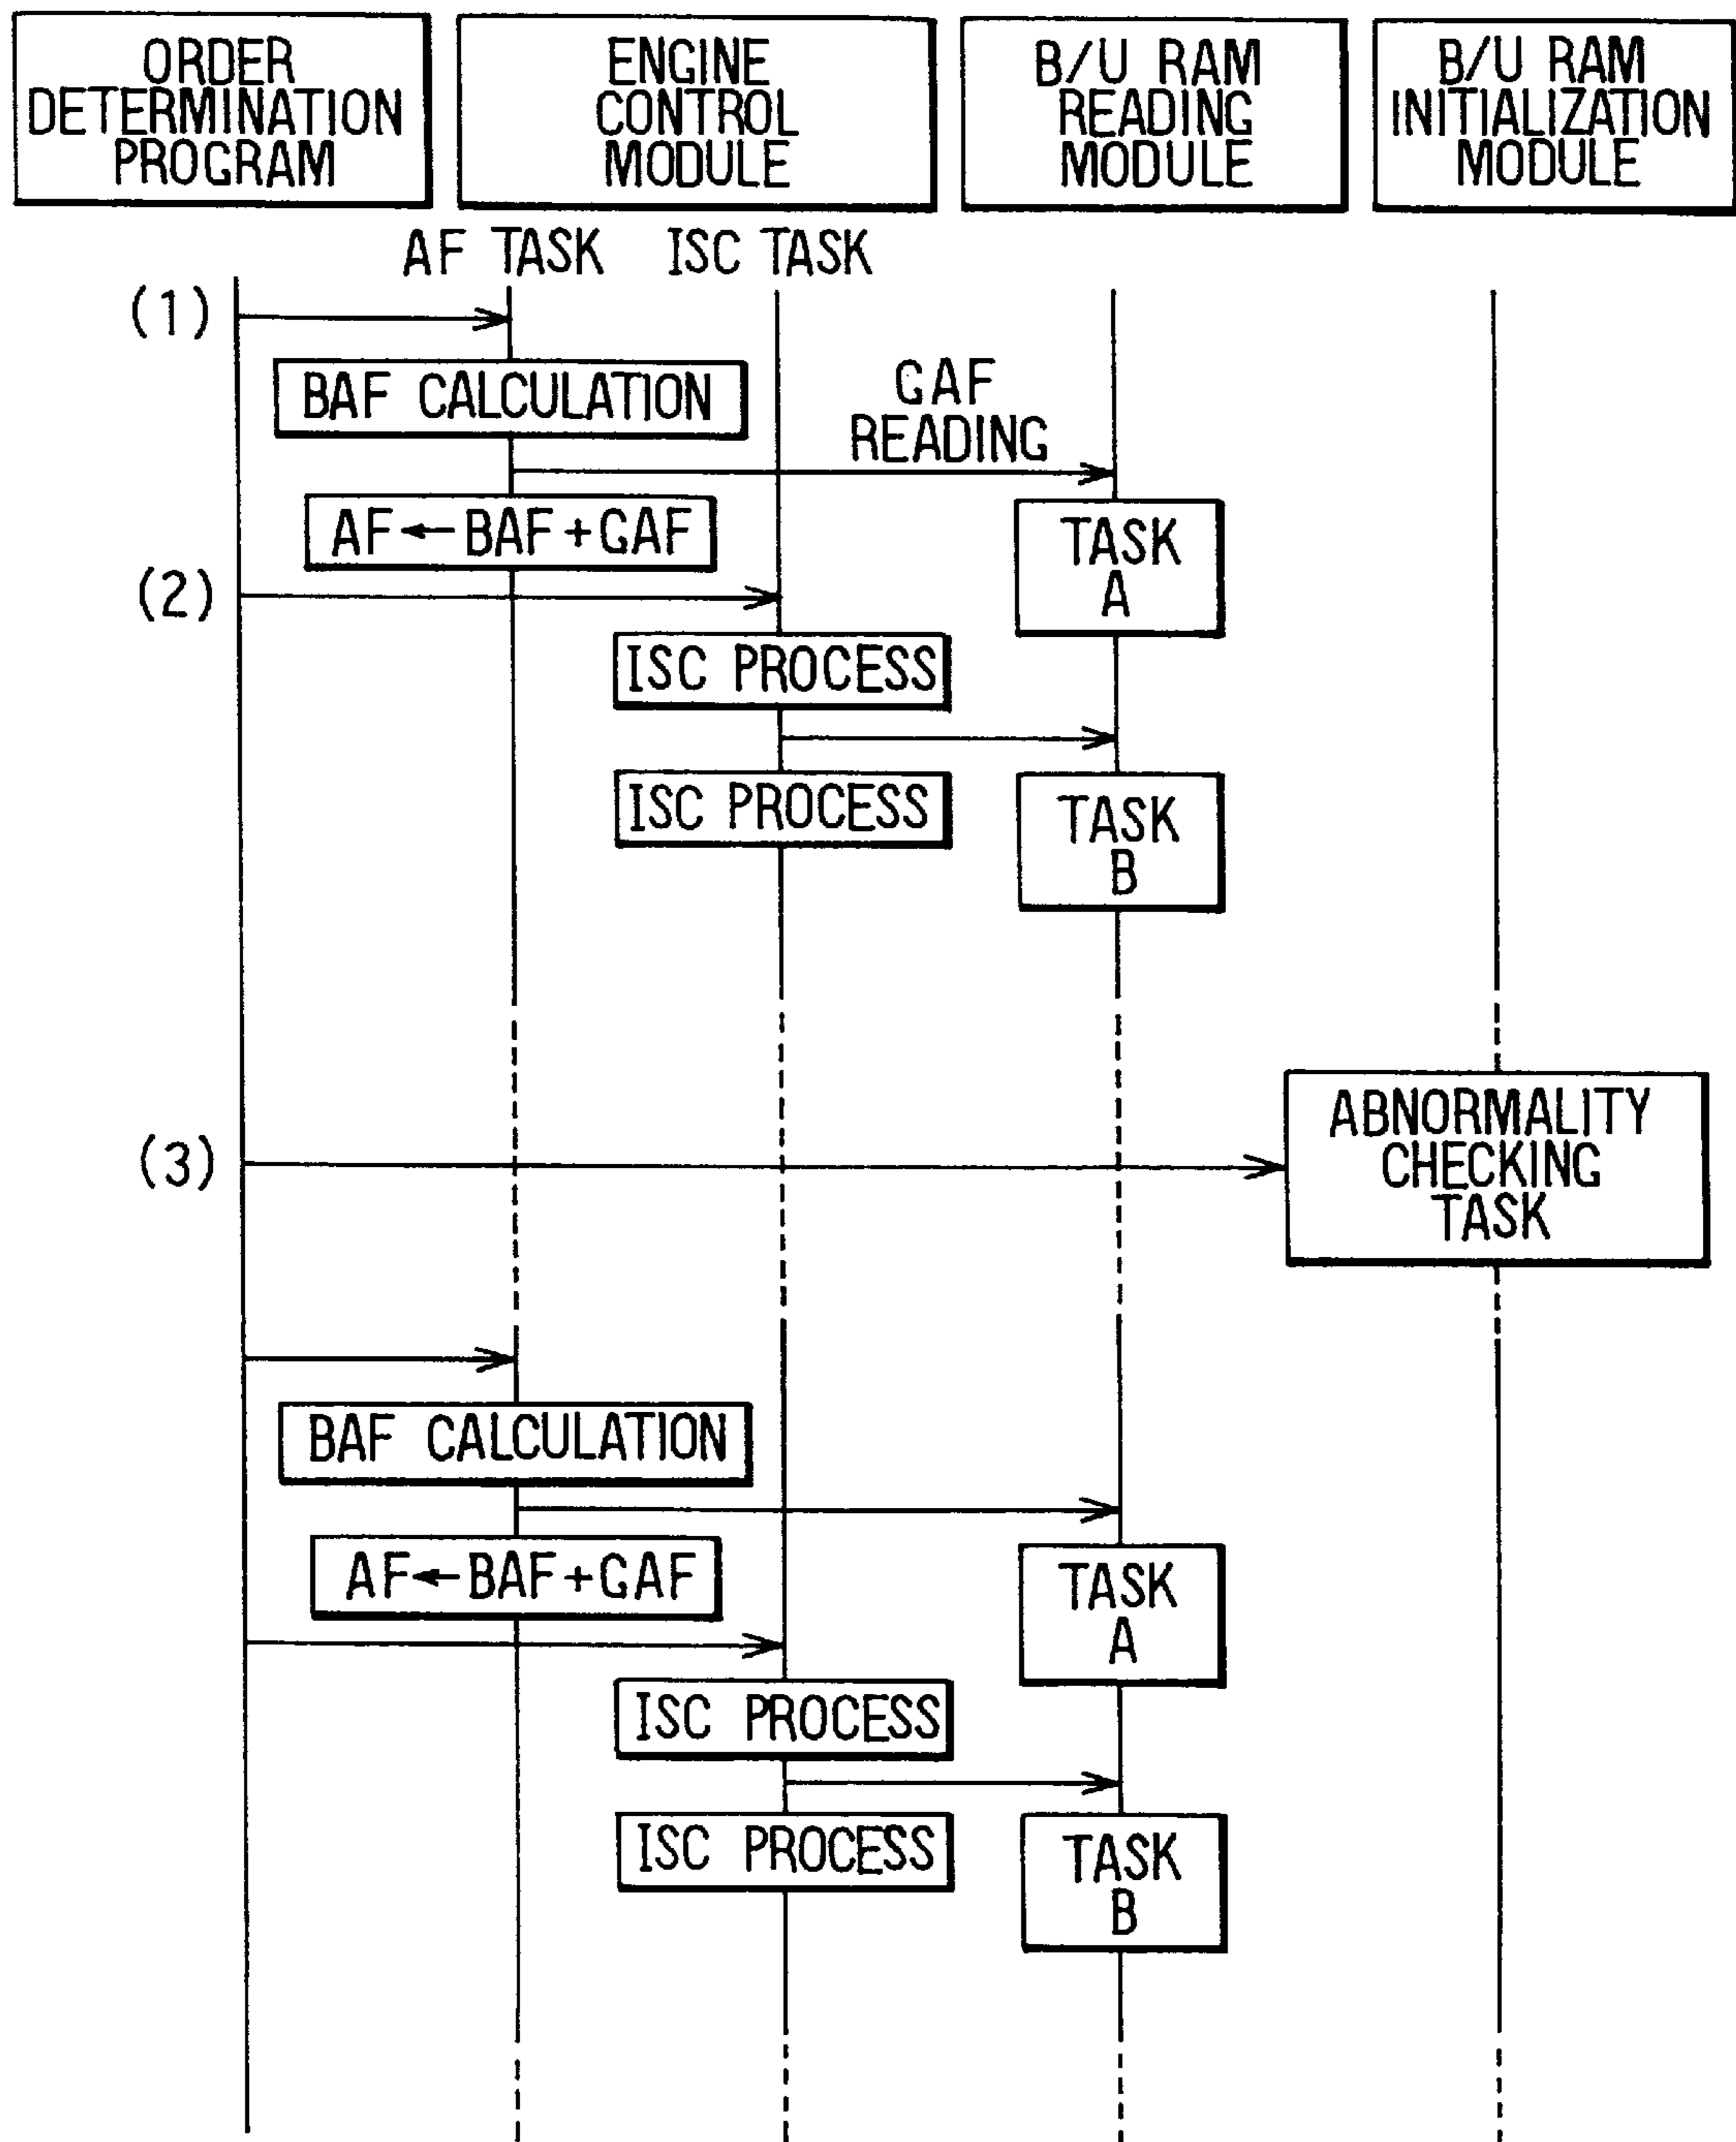 ORDER
DETERMINATION
PROGRAM
ENGINE
CONTROL
MODULE
B/U RAM
READING
MODULE
B/U RAM
INITIALIZATION
MODULE
AF TASK
ISC TASK
(1)
BAF CALCULATION
GAF
READING
AF←BAF+GAF
TASK
A
(2)
ISC PROCESS
ISC PROCESS
TASK
B
ABNORMALITY
CHECKING
TASK
(3)
BAF CALCULATION
AF←BAF+GAF
TASK
A
ISC PROCESS
ISC PROCESS
TASK
B